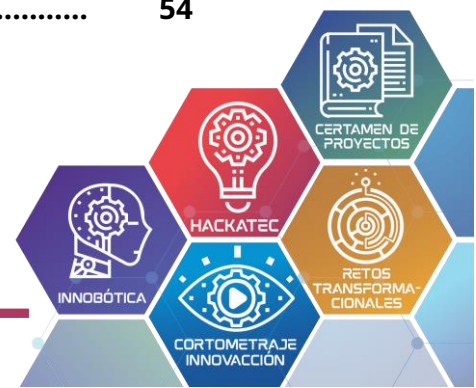 ............ 54
CERTAMEN DE
PROYECTOS
HACKATEC
RETOS
TRANSFORMA-
CIONALES
INNOBÓTICA
CORTOMETRAJE
INNOVACCIÓN